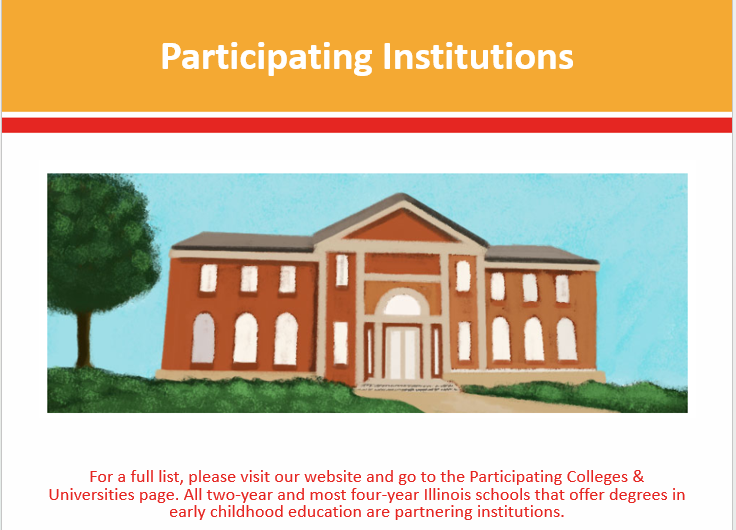 Participating Institutions
For a full list, please visit our website and go to the Participating Colleges &
Universities page. All two-year and most four-year Illinois schools that offer degrees in
early childhood education are partnering institutions.